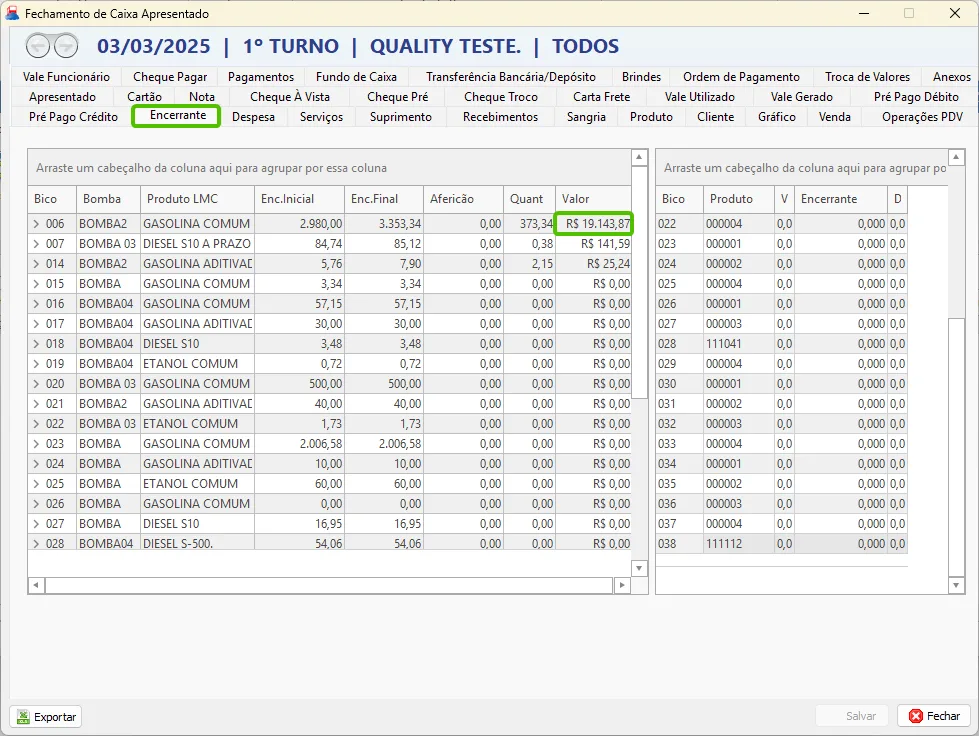 Fechamento de Caixa Apresentado
03/03/2025 | 1º TURNO | QUALITY TESTE. | TODOS
Vale Funcionário Cheque Pagar Pagamentos Fundo de Caixa Transferência Bancária/Depósito Brindes Ordem de Pagamento Troca de Valores Anexos
Apresentado Cartão Nota Cheque À Vista Cheque Pré Cheque Troco Carta Frete Vale Utilizado Vale Gerado Pré Pago Débito
Pré Pago Crédito Encerrante Despesa Serviços Suprimento Recebimentos Sangria Produto Cliente Gráfico Venda Operações PDV
Arraste um cabeçalho da coluna aqui para agrupar por essa coluna
Bico Bomba Produto LMC Enc.Inicial Enc.Final Aferição Quant Valor
006 BOMBA2 GASOLINA COMUM 2.980,00 3.353,34 0,00 373,34 R$ 19.143,87
007 BOMBA 03 DIESEL S10 A PRAZO 84,74 85,12 0,00 0,38 R$ 141,59
014 BOMBA2 GASOLINA ADITIVAD 5,76 7,90 0,00 2,15 R$ 25,24
015 BOMBA GASOLINA COMUM 3,34 3,34 0,00 0,00 R$ 0,00
016 BOMBA04 GASOLINA COMUM 57,15 57,15 0,00 0,00 R$ 0,00
017 BOMBA04 GASOLINA ADITIVAD 30,00 30,00 0,00 0,00 R$ 0,00
018 BOMBA04 DIESEL S10 3,48 3,48 0,00 0,00 R$ 0,00
019 BOMBA04 ETANOL COMUM 0,72 0,72 0,00 0,00 R$ 0,00
020 BOMBA 03 GASOLINA COMUM 500,00 500,00 0,00 0,00 R$ 0,00
021 BOMBA2 GASOLINA ADITIVAD 40,00 40,00 0,00 0,00 R$ 0,00
022 BOMBA 03 ETANOL COMUM 1,73 1,73 0,00 0,00 R$ 0,00
023 BOMBA GASOLINA COMUM 2.006,58 2.006,58 0,00 0,00 R$ 0,00
024 BOMBA GASOLINA ADITIVAD 10,00 10,00 0,00 0,00 R$ 0,00
025 BOMBA ETANOL COMUM 60,00 60,00 0,00 0,00 R$ 0,00
026 BOMBA GASOLINA COMUM 0,00 0,00 0,00 0,00 R$ 0,00
027 BOMBA DIESEL S10 16,95 16,95 0,00 0,00 R$ 0,00
028 BOMBA04 DIESEL S-500. 54,06 54,06 0,00 0,00 R$ 0,00
Arraste um cabeçalho da coluna aqui para agrupar po
Bico Produto V Encerrante D
022 000004 0,0 0,000 0,0
023 000001 0,0 0,000 0,0
024 000002 0,0 0,000 0,0
025 000004 0,0 0,000 0,0
026 000001 0,0 0,000 0,0
027 000003 0,0 0,000 0,0
028 111041 0,0 0,000 0,0
029 000004 0,0 0,000 0,0
030 000001 0,0 0,000 0,0
031 000002 0,0 0,000 0,0
032 000003 0,0 0,000 0,0
033 000004 0,0 0,000 0,0
034 000001 0,0 0,000 0,0
035 000002 0,0 0,000 0,0
036 000003 0,0 0,000 0,0
037 000004 0,0 0,000 0,0
038 111112 0,0 0,000 0,0
Exportar Salvar Fechar